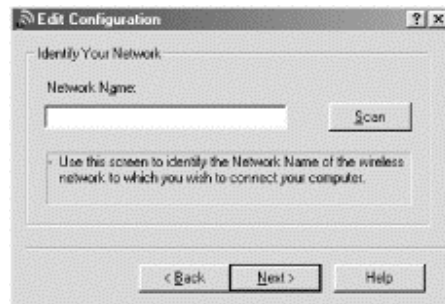 Edit Configuration
Identify Your Network
Network Name:
Scan
- Use this screen to identify the Network Name of the wireless
network to which you wish to connect your computer.
< Back Next > Help